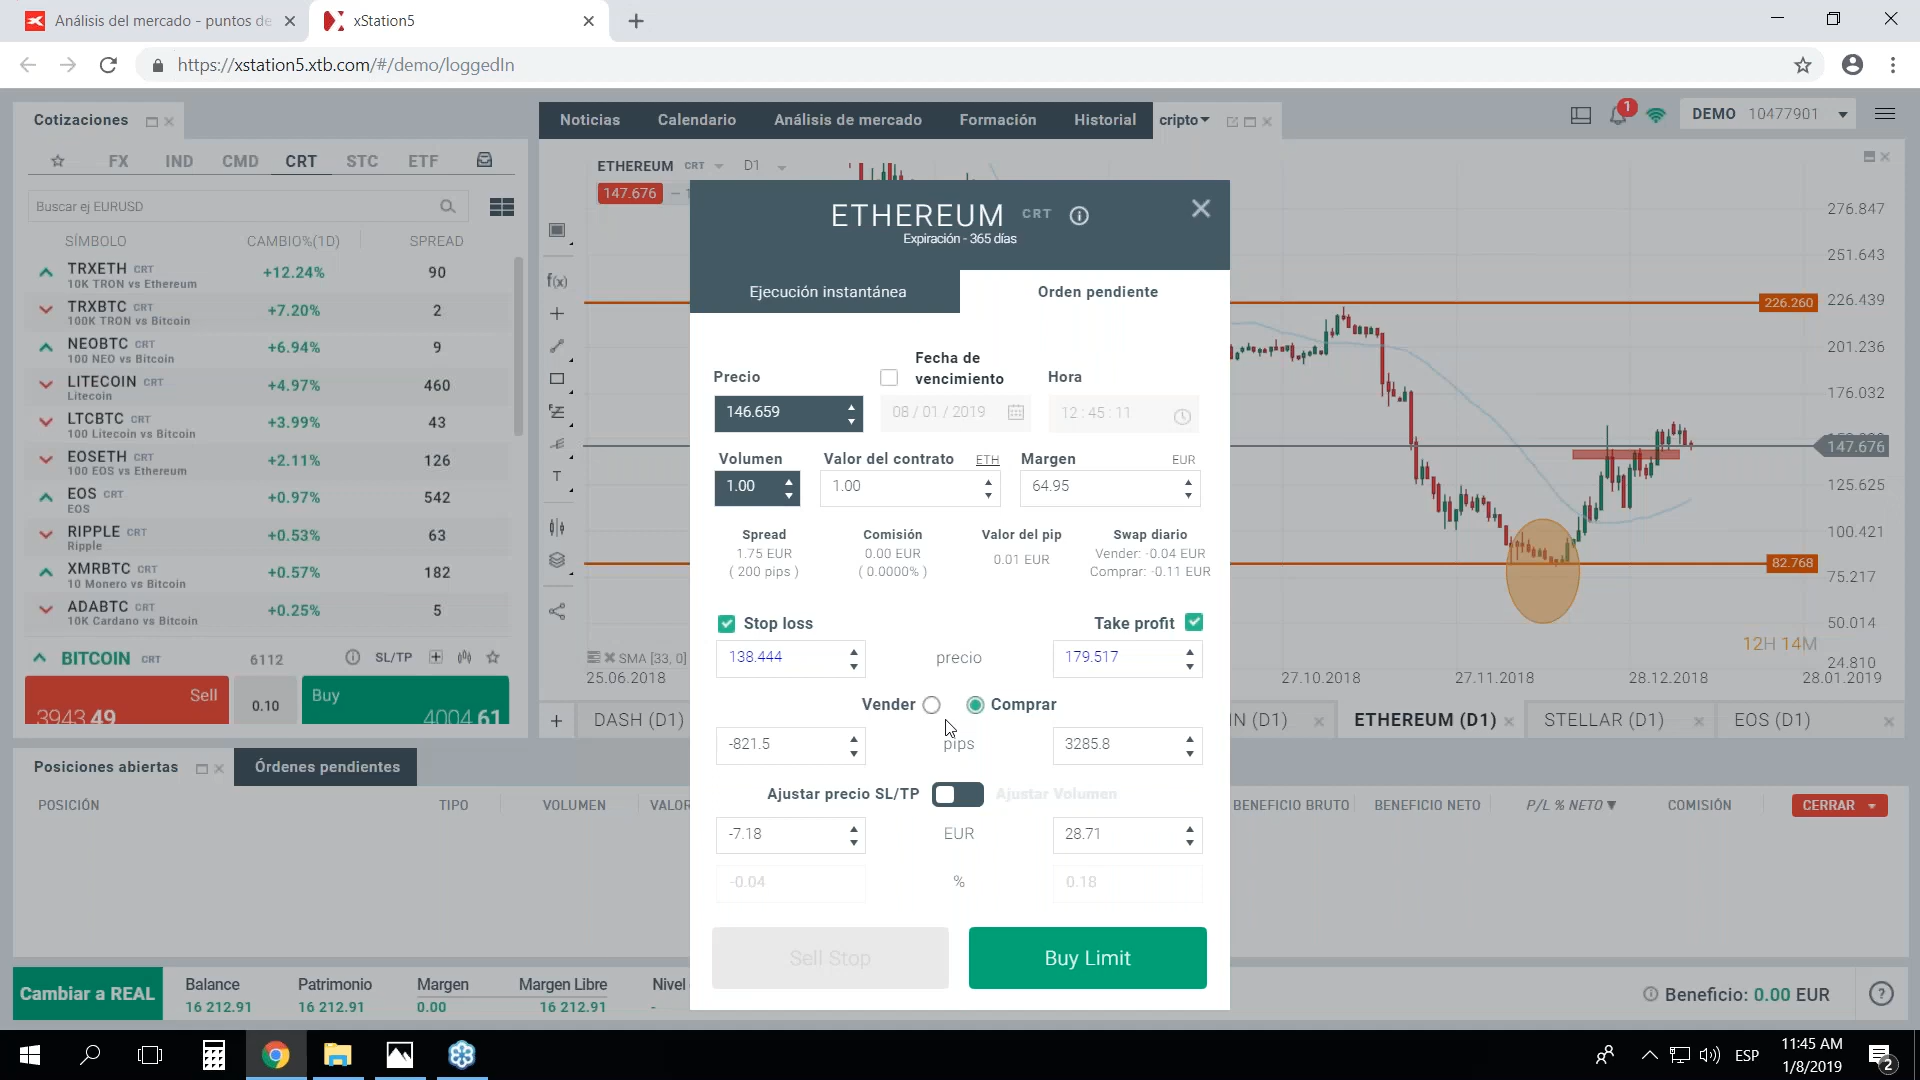 Análisis del mercado - puntos de
xStation5
https://xstation5.xtb.com/#/demo/loggedIn
Cotizaciones
Noticias
Calendario
Análisis de mercado
Formación
Historial
cripto
1
DEMO 10477901
FX IND CMD CRT STC ETF
Buscar ej EURUSD
SÍMBOLO CAMBIO%(1D) SPREAD
TRXETH CRT +12.24% 90
10K TRON vs Ethereum
TRXBTC CRT +7.20% 2
100K TRON vs Bitcoin
NEOBTC CRT +6.94% 9
100 NEO vs Bitcoin
LITECOIN CRT +4.97% 460
Litecoin
LTCBTC CRT +3.99% 43
100 Litecoin vs Bitcoin
EOSETH CRT +2.11% 126
100 EOS vs Ethereum
EOS CRT +0.97% 542
EOS
RIPPLE CRT +0.53% 63
Ripple
XMRBTC CRT +0.57% 182
10 Monero vs Bitcoin
ADABTC CRT +0.25% 5
10K Cardano vs Bitcoin
BITCOIN CRT 6112 SL/TP
Sell
3943.49
0.10
Buy
4004.61
ETHEREUM CRT D1
147.676
f(x)
T
SMA [33, 0]
25.06.2018
27.10.2018
27.11.2018
28.12.2018
28.01.2019
276.847
251.643
226.439
226.260
201.236
176.032
147.676
125.625
100.421
82.768
75.217
50.014
24.810
12H 14M
DASH (D1)
IN (D1)
ETHEREUM (D1)
STELLAR (D1)
EOS (D1)
ETHEREUM CRT
Expiración - 365 días
Ejecución instantánea
Orden pendiente
Precio
Fecha de
vencimiento
Hora
146.659
08 / 01 / 2019
12 : 45 : 11
Volumen
Valor del contrato ETH
Margen EUR
1.00
1.00
64.95
Spread Comisión Valor del pip Swap diario
1.75 EUR 0.00 EUR 0.01 EUR Vender: -0.04 EUR
( 200 pips ) ( 0.0000% ) Comprar: -0.11 EUR
Stop loss
Take profit
138.444 precio 179.517
Vender
Comprar
-821.5 pips 3285.8
Ajustar precio SL/TP
Ajustar Volumen
-7.18 EUR 28.71
-0.04 % 0.18
Sell Stop
Buy Limit
Posiciones abiertas
Órdenes pendientes
POSICIÓN TIPO VOLUMEN VALOR
BENEFICIO BRUTO BENEFICIO NETO P/L % NETO COMISIÓN
CERRAR
Cambiar a REAL
Balance Patrimonio Margen Margen Libre Nivel
16 212.91 16 212.91 0.00 16 212.91 -
Beneficio: 0.00 EUR
ESP
11:45 AM
1/8/2019
2